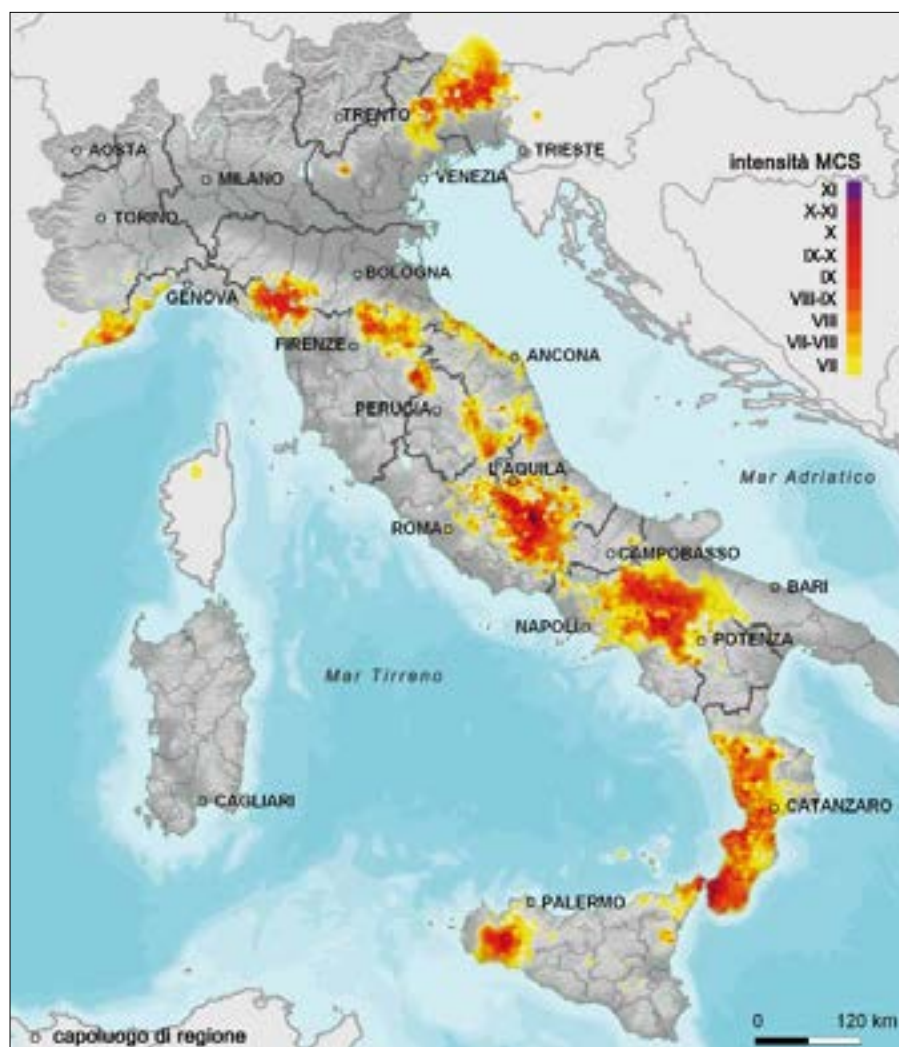 TRENTO
AOSTA
TRIESTE
MILANO
VENEZIA
intensità MCS
XI
X-XI
X
IX-X
IX
VIII-IX
VIII
VII-VIII
VII
TORINO
BOLOGNA
GENOVA
FIRENZE
ANCONA
PERUGIA
L'AQUILA
Mar Adriatico
ROMA
CAMPOBASSO
BARI
NAPOLI
POTENZA
Mar Tirreno
CAGLIARI
CATANZARO
PALERMO
0 120 km
capoluogo di regione